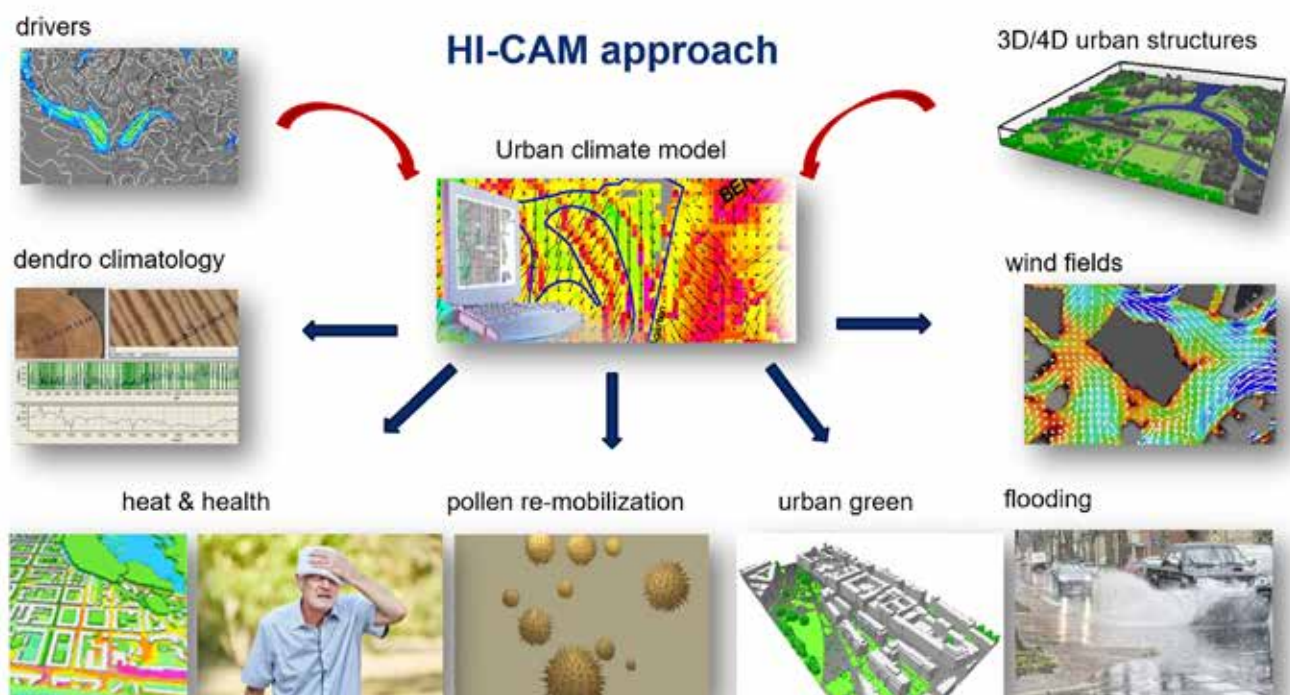 drivers
HI-CAM approach
3D/4D urban structures
Urban climate model
dendro climatology
wind fields
heat & health
pollen re-mobilization
urban green
flooding